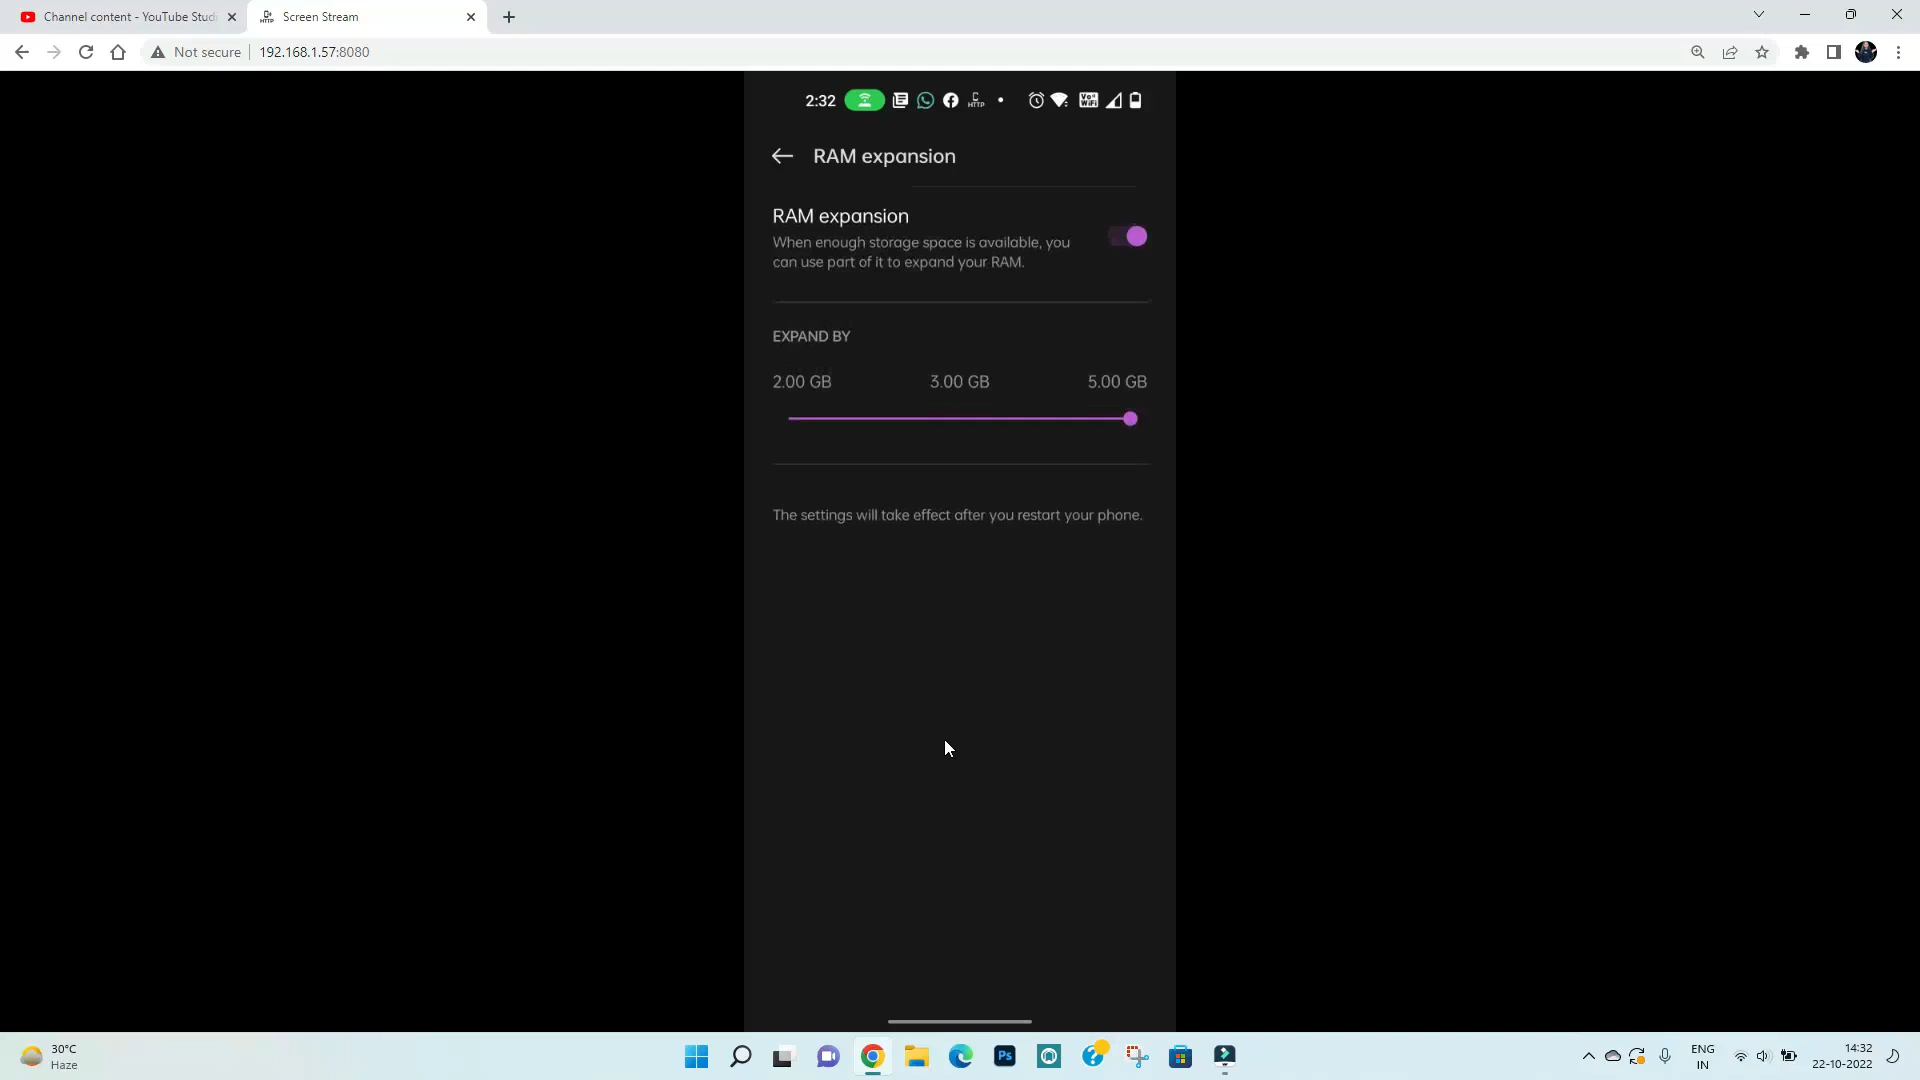 Channel content - YouTube Studi
Screen Stream
Not secure
192.168.1.57:8080
2:32
HTTP
RAM expansion
RAM expansion
When enough storage space is available, you
can use part of it to expand your RAM.
EXPAND BY
2.00 GB 3.00 GB 5.00 GB
The settings will take effect after you restart your phone.
30°C
Haze
Ps
ENG
IN
14:32
22-10-2022